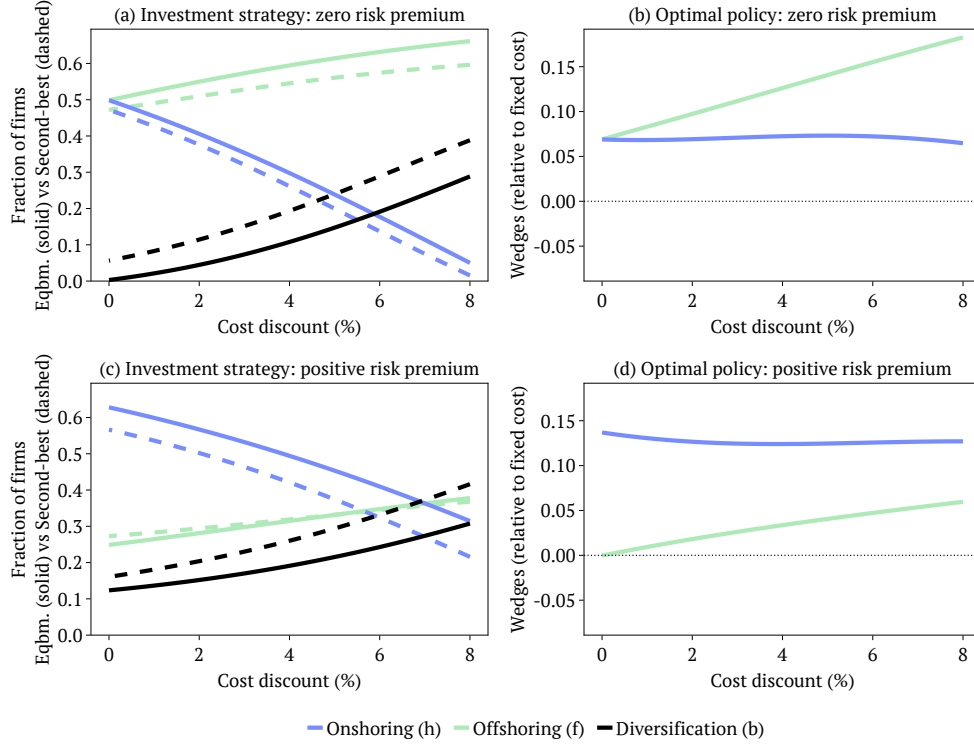 (a) Investment strategy: zero risk premium
Fraction of firms
Eqbm. (solid) vs Second-best (dashed)
0.6
0.5
0.4
0.3
0.2
0.1
0.0
0 2 4 6 8
Cost discount (%)
(b) Optimal policy: zero risk premium
Wedges (relative to fixed cost)
0.15
0.10
0.05
0.00
-0.05
0 2 4 6 8
Cost discount (%)
(c) Investment strategy: positive risk premium
Fraction of firms
Eqbm. (solid) vs Second-best (dashed)
0.6
0.5
0.4
0.3
0.2
0.1
0.0
0 2 4 6 8
Cost discount (%)
(d) Optimal policy: positive risk premium
Wedges (relative to fixed cost)
0.15
0.10
0.05
0.00
-0.05
0 2 4 6 8
Cost discount (%)
Onshoring (h) Offshoring (f) Diversification (b)